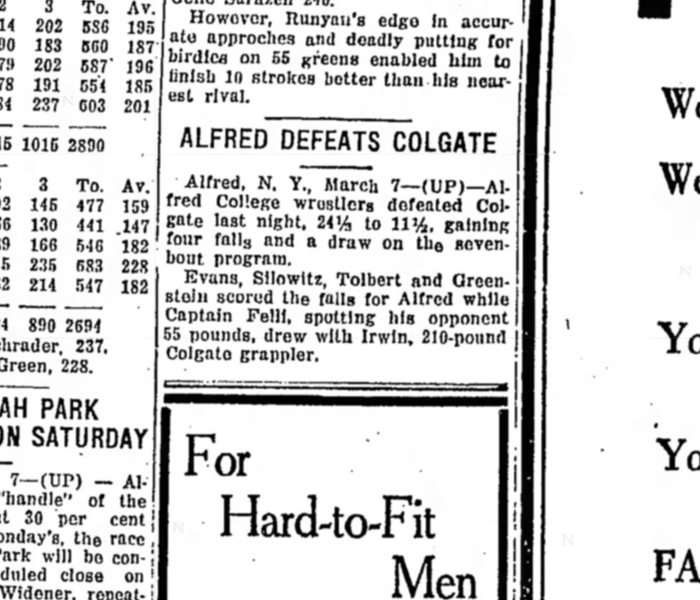 2 3 To. Av.
14 202 586 195
90 183 560 187
79 202 587 196
78 191 554 185
84 237 603 201
15 1015 2890
3 To. Av.
02 145 477 159
66 130 441 147
69 166 546 182
5 235 683 228
2 214 547 182
4 890 2694
chrader, 237.
Green, 228.
AH PARK
ON SATURDAY
7—(UP) — Al-
"handle" of the
at 30 per cent
onday's, the race
Park will be con-
duled close on
Widener, repeat-
However, Runyan's edge in accur-
ate approches and deadly putting for
birdies on 55 greens enabled him to
finish 10 strokes better than his near-
est rival.
ALFRED DEFEATS COLGATE
Alfred, N. Y., March 7—(UP)—Al-
fred College wrestlers defeated Col-
gate last night, 24½ to 11½, gaining
four falls and a draw on the seven-
bout program.
Evans, Silowitz, Tolbert and Green-
stein scored the falls for Alfred while
Captain Felli, spotting his opponent
55 pounds, drew with Irwin, 210-pound
Colgate grappler.
For
Hard-to-Fit
Men
We
We
Yo
Yo
FA